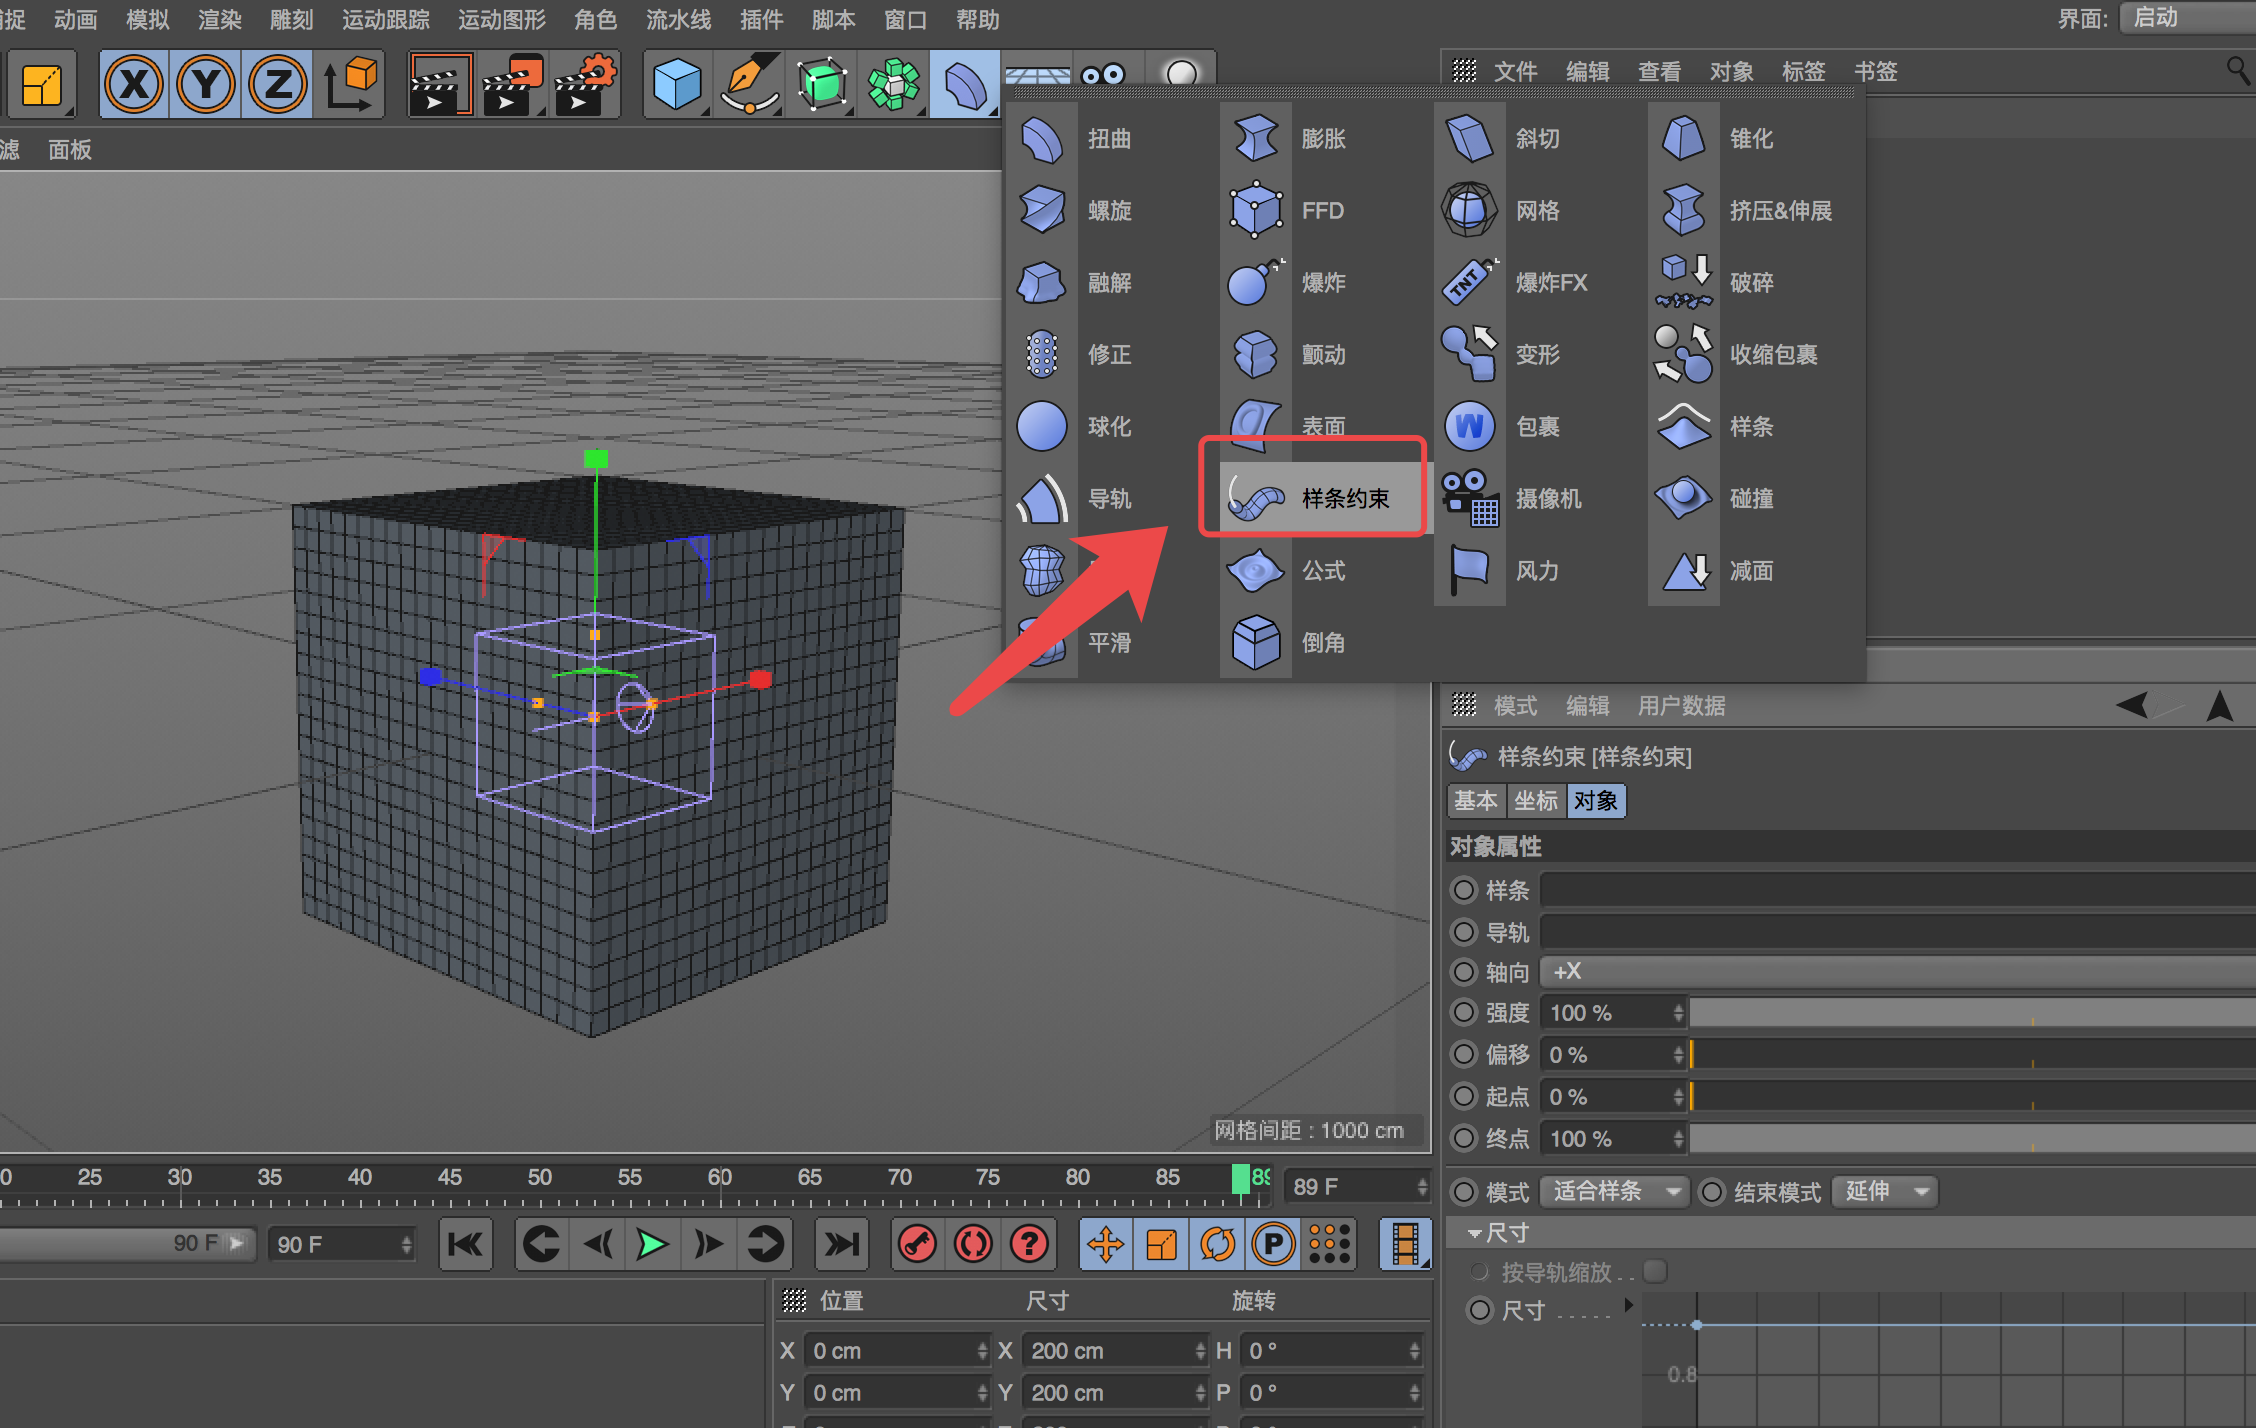 捉 动画 模拟 渲染 雕刻 运动跟踪 运动图形 角色 流水线 插件 脚本 窗口 帮助
界面: 启动
X Y Z
文件 编辑 查看 对象 标签 书签
滤 面板
扭曲 膨胀 斜切 锥化
螺旋 FFD 网格 挤压&伸展
融解 爆炸 TNT 爆炸FX 破碎
修正 颤动 变形 收缩包裹
球化 表面 W 包裹 样条
导轨 样条约束 摄像机 碰撞
公式 风力 减面
平滑 倒角
模式 编辑 用户数据
样条约束 [样条约束]
基本 坐标 对象
对象属性
样条
导轨
轴向 +X
强度 100 %
偏移 0 %
起点 0 %
终点 100 %
模式 适合样条 结束模式 延伸
尺寸
按导轨缩放 . .
尺寸 . . . . . .
0.8
网格间距 : 1000 cm
0 25 30 35 40 45 50 55 60 65 70 75 80 85 89
89 F
90 F 90 F
? P
位置 尺寸 旋转
X 0 cm X 200 cm H 0 °
Y 0 cm Y 200 cm P 0 °